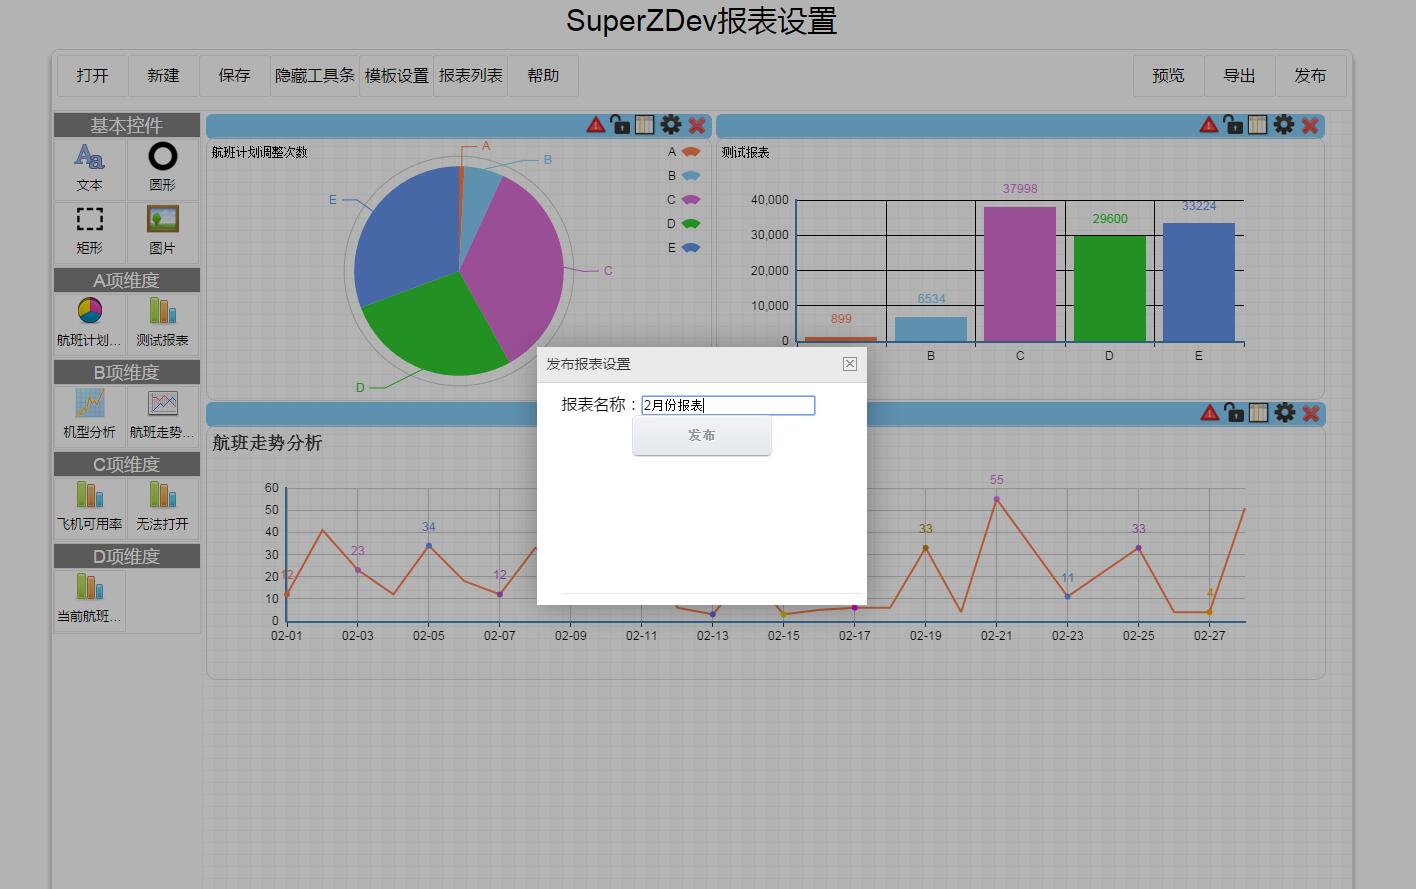 SuperZDev报表设置
打开 新建 保存 隐藏工具条 模板设置 报表列表 帮助 预览 导出 发布
基本控件
文本 圆形
矩形 图片
A项维度
航班计划... 测试报表
B项维度
机型分析 航班走势...
C项维度
飞机可用率 无法打开
D项维度
当前航班...
航班计划调整次数
A
B
C
D
E
A
B
C
D
E
测试报表
40,000
30,000
20,000
10,000
0
899
6534
37998
29600
33224
B C D E
发布报表设置
报表名称：2月份报表
发布
航班走势分析
60
50
40
30
20
10
0
12
23
34
12
33
55
11
33
4
02-01 02-03 02-05 02-07 02-09 02-11 02-13 02-15 02-17 02-19 02-21 02-23 02-25 02-27